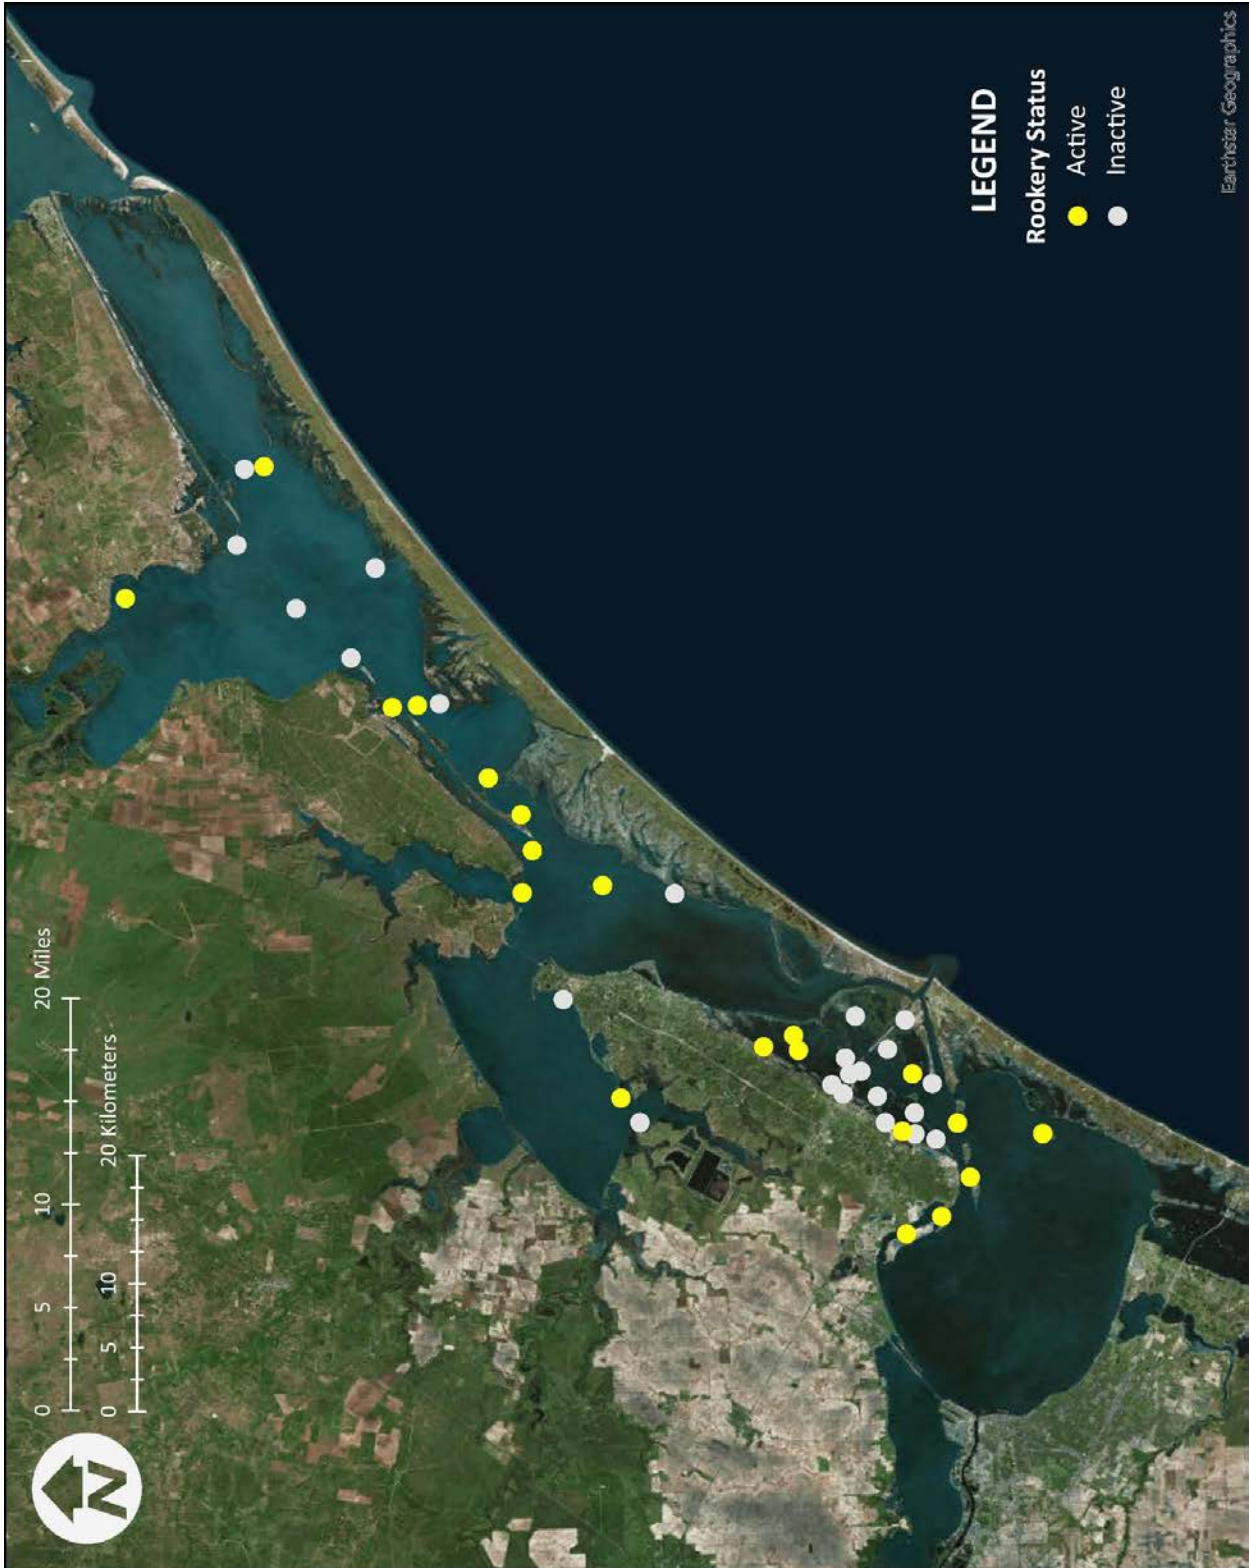 N
0 5 10 20 Miles
0 5 10 20 Kilometers
LEGEND
Rookery Status
Active
Inactive
Earthstar Geographics